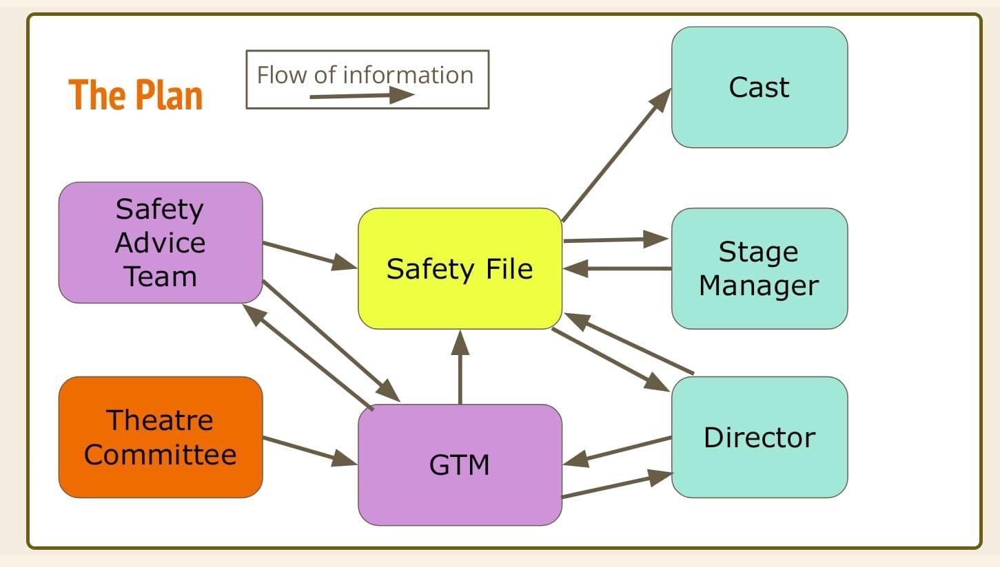 The Plan
Flow of information
Cast
Safety
Advice
Team
Safety File
Stage
Manager
Theatre
Committee
GTM
Director